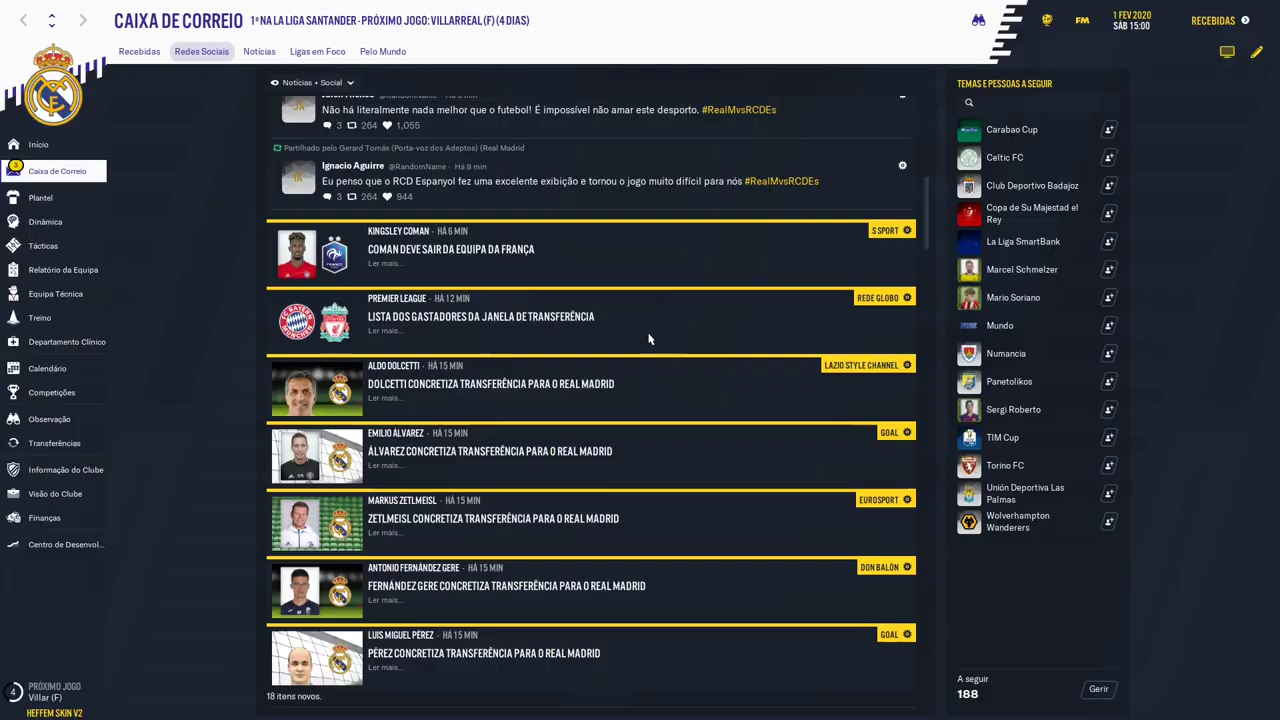 CAIXA DE CORREIO
1º NA LA LIGA SANTANDER · PRÓXIMO JOGO: VILLARREAL (F) (4 DIAS)
1 FEV 2020
SÁB 15:00
FM
RECEBIDAS
Recebidas
Redes Sociais
Notícias
Ligas em Foco
Pelo Mundo
Início
3
Caixa de Correio
Plantel
Dinâmica
Tácticas
Relatório da Equipa
Equipa Técnica
Treino
Departamento Clínico
Calendário
Competições
Observação
Transferências
Informação do Clube
Visão do Clube
Finanças
Centro de Desenvol...
4
PRÓXIMO JOGO
Villar (F)
HEFFEM SKIN V2
Notícias + Social
JA
Não há literalmente nada melhor que o futebol! É impossível não amar este desporto. #RealMvsRCDEs
3 264 1,055
Partilhado pelo Gerard Tomás (Porta-voz dos Adeptos) (Real Madrid
IA
Ignacio Aguirre @RandomName · Há 8 min
Eu penso que o RCD Espanyol fez uma excelente exibição e tornou o jogo muito difícil para nós #RealMvsRCDEs
3 264 944
KINGSLEY COMAN · HÁ 6 MIN
S SPORT
COMAN DEVE SAIR DA EQUIPA DA FRANÇA
Ler mais...
PREMIER LEAGUE · HÁ 12 MIN
REDE GLOBO
LISTA DOS GASTADORES DA JANELA DE TRANSFERÊNCIA
Ler mais...
ALDO DOLCETTI · HÁ 15 MIN
LAZIO STYLE CHANNEL
DOLCETTI CONCRETIZA TRANSFERÊNCIA PARA O REAL MADRID
Ler mais...
EMILIO ÁLVAREZ · HÁ 15 MIN
GOAL
ÁLVAREZ CONCRETIZA TRANSFERÊNCIA PARA O REAL MADRID
Ler mais...
MARKUS ZETLMEISL · HÁ 15 MIN
EUROSPORT
ZETLMEISL CONCRETIZA TRANSFERÊNCIA PARA O REAL MADRID
Ler mais...
ANTONIO FERNÁNDEZ GERE · HÁ 15 MIN
DON BALÓN
FERNÁNDEZ GERE CONCRETIZA TRANSFERÊNCIA PARA O REAL MADRID
Ler mais...
LUIS MIGUEL PÉREZ · HÁ 15 MIN
GOAL
PÉREZ CONCRETIZA TRANSFERÊNCIA PARA O REAL MADRID
Ler mais...
18 itens novos.
TEMAS E PESSOAS A SEGUIR
Carabao Cup
Celtic FC
Club Deportivo Badajoz
Copa de Su Majestad el
Rey
La Liga SmartBank
Marcel Schmelzer
Mario Soriano
Mundo
Numancia
Panetolikos
Sergi Roberto
TIM Cup
Torino FC
Unión Deportiva Las
Palmas
Wolverhampton
Wanderers
A seguir
188
Gerir